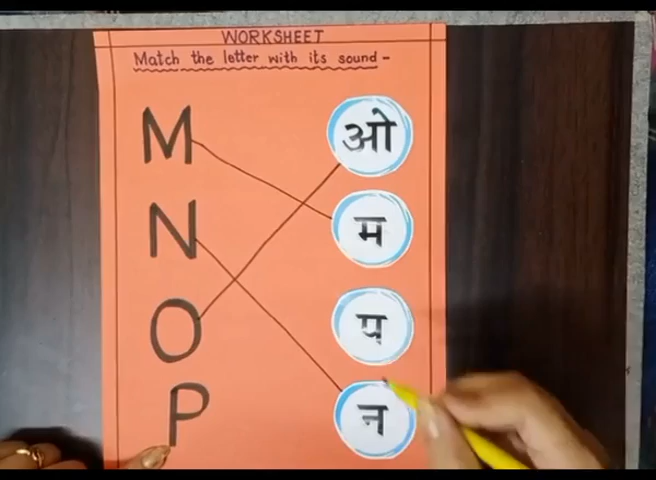 WORKSHEET
Match the letter with its sound -
M ओ
N म
O प
P न